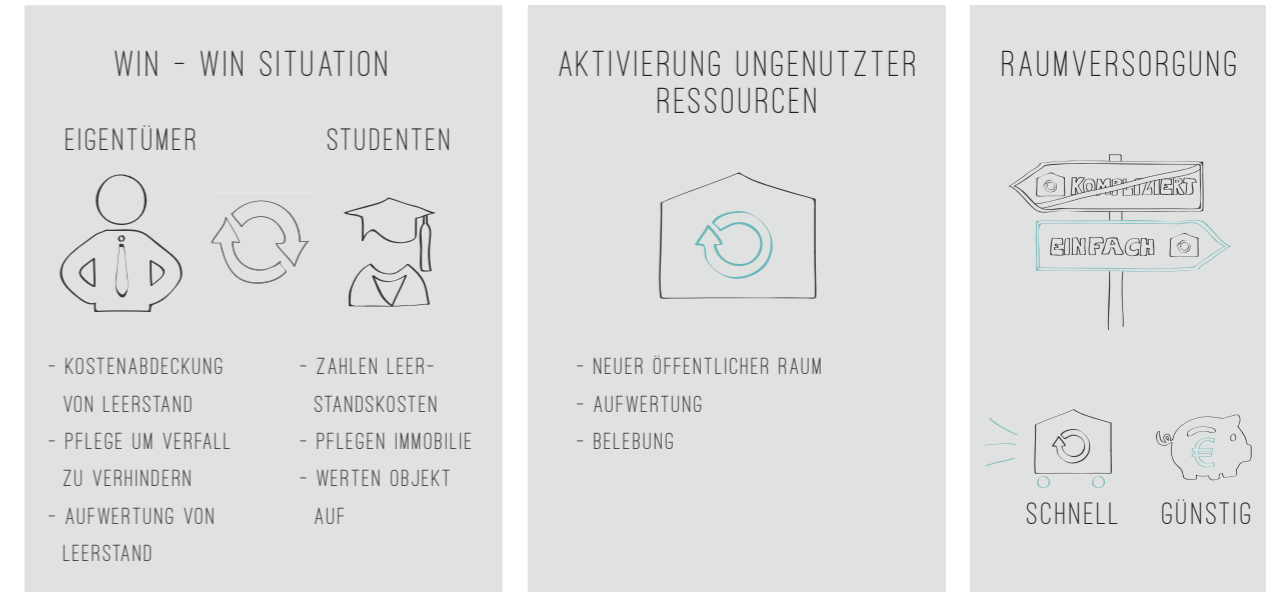 WIN - WIN SITUATION
EIGENTÜMER
STUDENTEN
- KOSTENABDECKUNG
VON LEERSTAND
- PFLEGE UM VERFALL
ZU VERHINDERN
- AUFWERTUNG VON
LEERSTAND
- ZAHLEN LEER-
STANDSKOSTEN
- PFLEGEN IMMOBILIE
- WERTEN OBJEKT
AUF
AKTIVIERUNG UNGENUTZTER
RESSOURCEN
- NEUER ÖFFENTLICHER RAUM
- AUFWERTUNG
- BELEBUNG
RAUMVERSORGUNG
KOMPLIZIERT
EINFACH
€
SCHNELL
GÜNSTIG